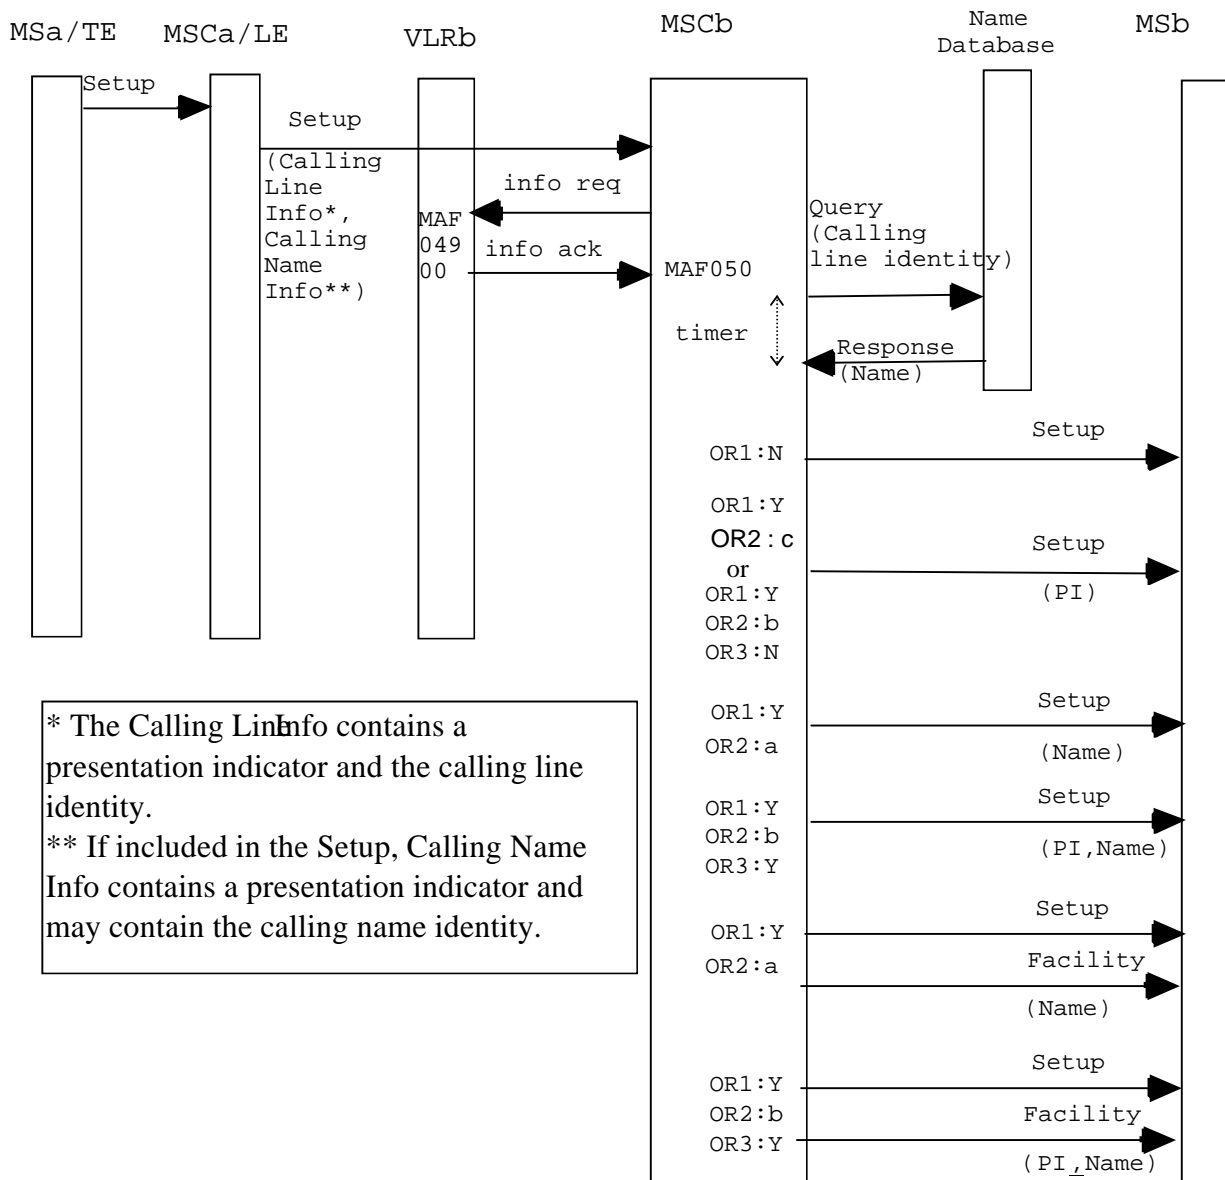 MSa/TE
MSCa/LE
VLRb
MSCb
Name
Database
MSb
Setup
Setup
(Calling
Line
Info*,
Calling
Name
Info**)
info req
MAF
049
00
info ack
MAF050
Query
(Calling
line identity)
timer
Response
(Name)
OR1:N
Setup
OR1:Y
OR2 : c
or
OR1:Y
OR2:b
OR3:N
Setup
(PI)
OR1:Y
OR2:a
Setup
(Name)
OR1:Y
OR2:b
OR3:Y
Setup
(PI,Name)
OR1:Y
OR2:a
Setup
Facility
(Name)
OR1:Y
OR2:b
OR3:Y
Setup
Facility
(PI,Name)
* The Calling Line Info contains a
presentation indicator and the calling line
identity.
** If included in the Setup, Calling Name
Info contains a presentation indicator and
may contain the calling name identity.